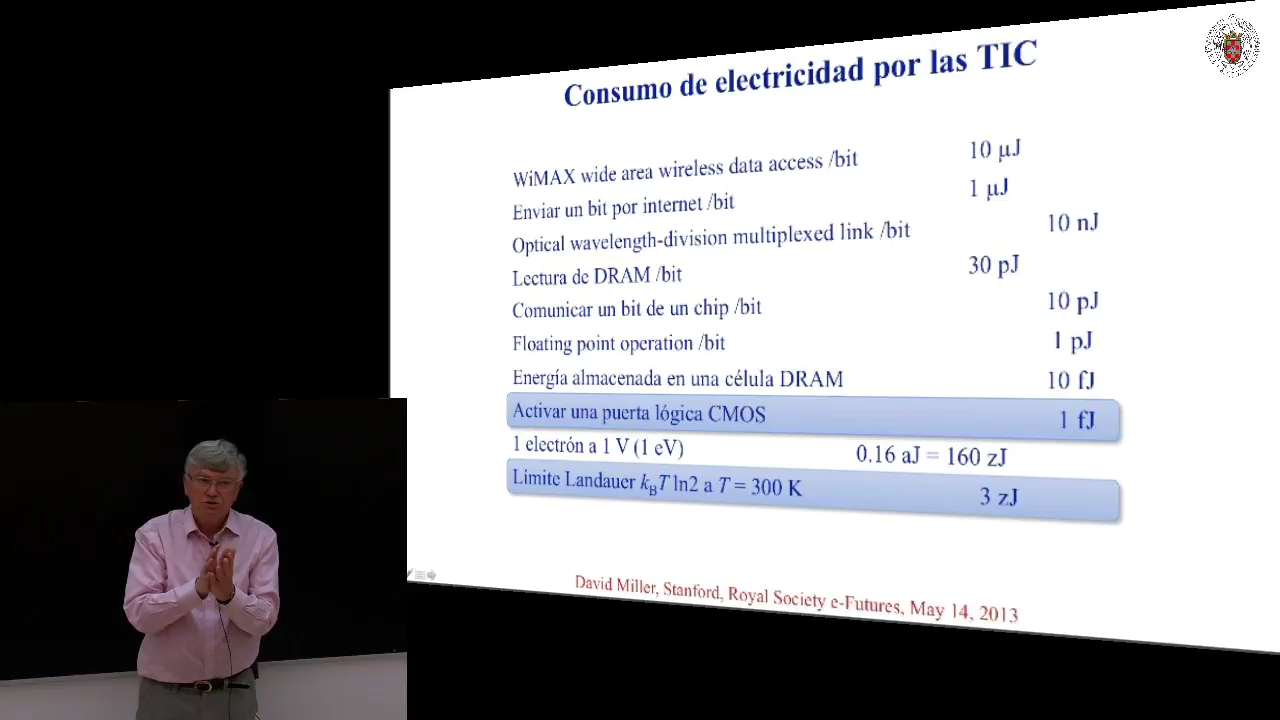 Consumo de electricidad por las TIC
WiMAX wide area wireless data access /bit 10 μJ
Enviar un bit por internet /bit 1 μJ
Optical wavelength-division multiplexed link /bit 10 nJ
Lectura de DRAM /bit 30 pJ
Comunicar un bit de un chip /bit 10 pJ
Floating point operation /bit 1 pJ
Energía almacenada en una célula DRAM 10 fJ
Activar una puerta lógica CMOS 1 fJ
1 electrón a 1 V (1 eV) 0.16 aJ = 160 zJ
Límite Landauer kBT ln2 a T = 300 K 3 zJ
David Miller, Stanford, Royal Society e-Futures, May 14, 2013